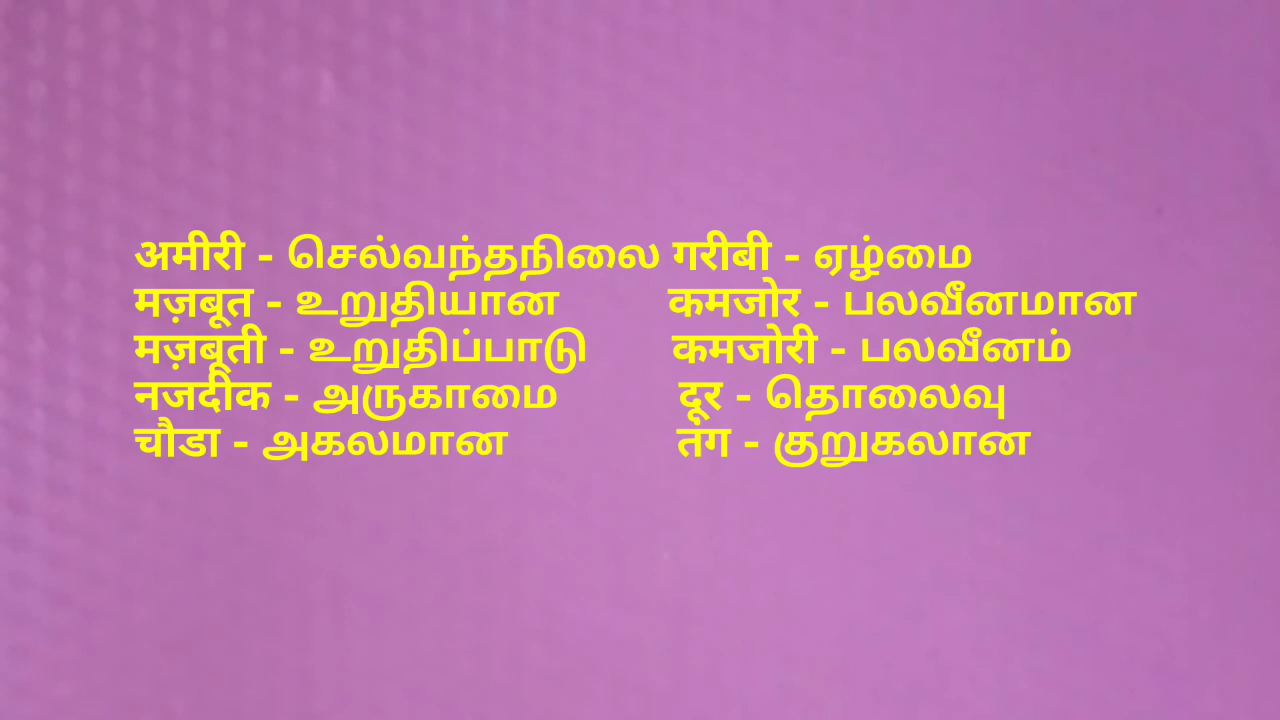 अमीरी - செல்வந்தநிலை गरीबी - ஏழ்மை
मज़बूत - உறுதியான कमजोर - பலவீனமான
मज़बूती - உறுதிப்பாடு कमजोरी - பலவீனம்
नजदीक - அருகாமை दूर - தொலைவு
चौडा - அகலமான तंग - குறுகலான